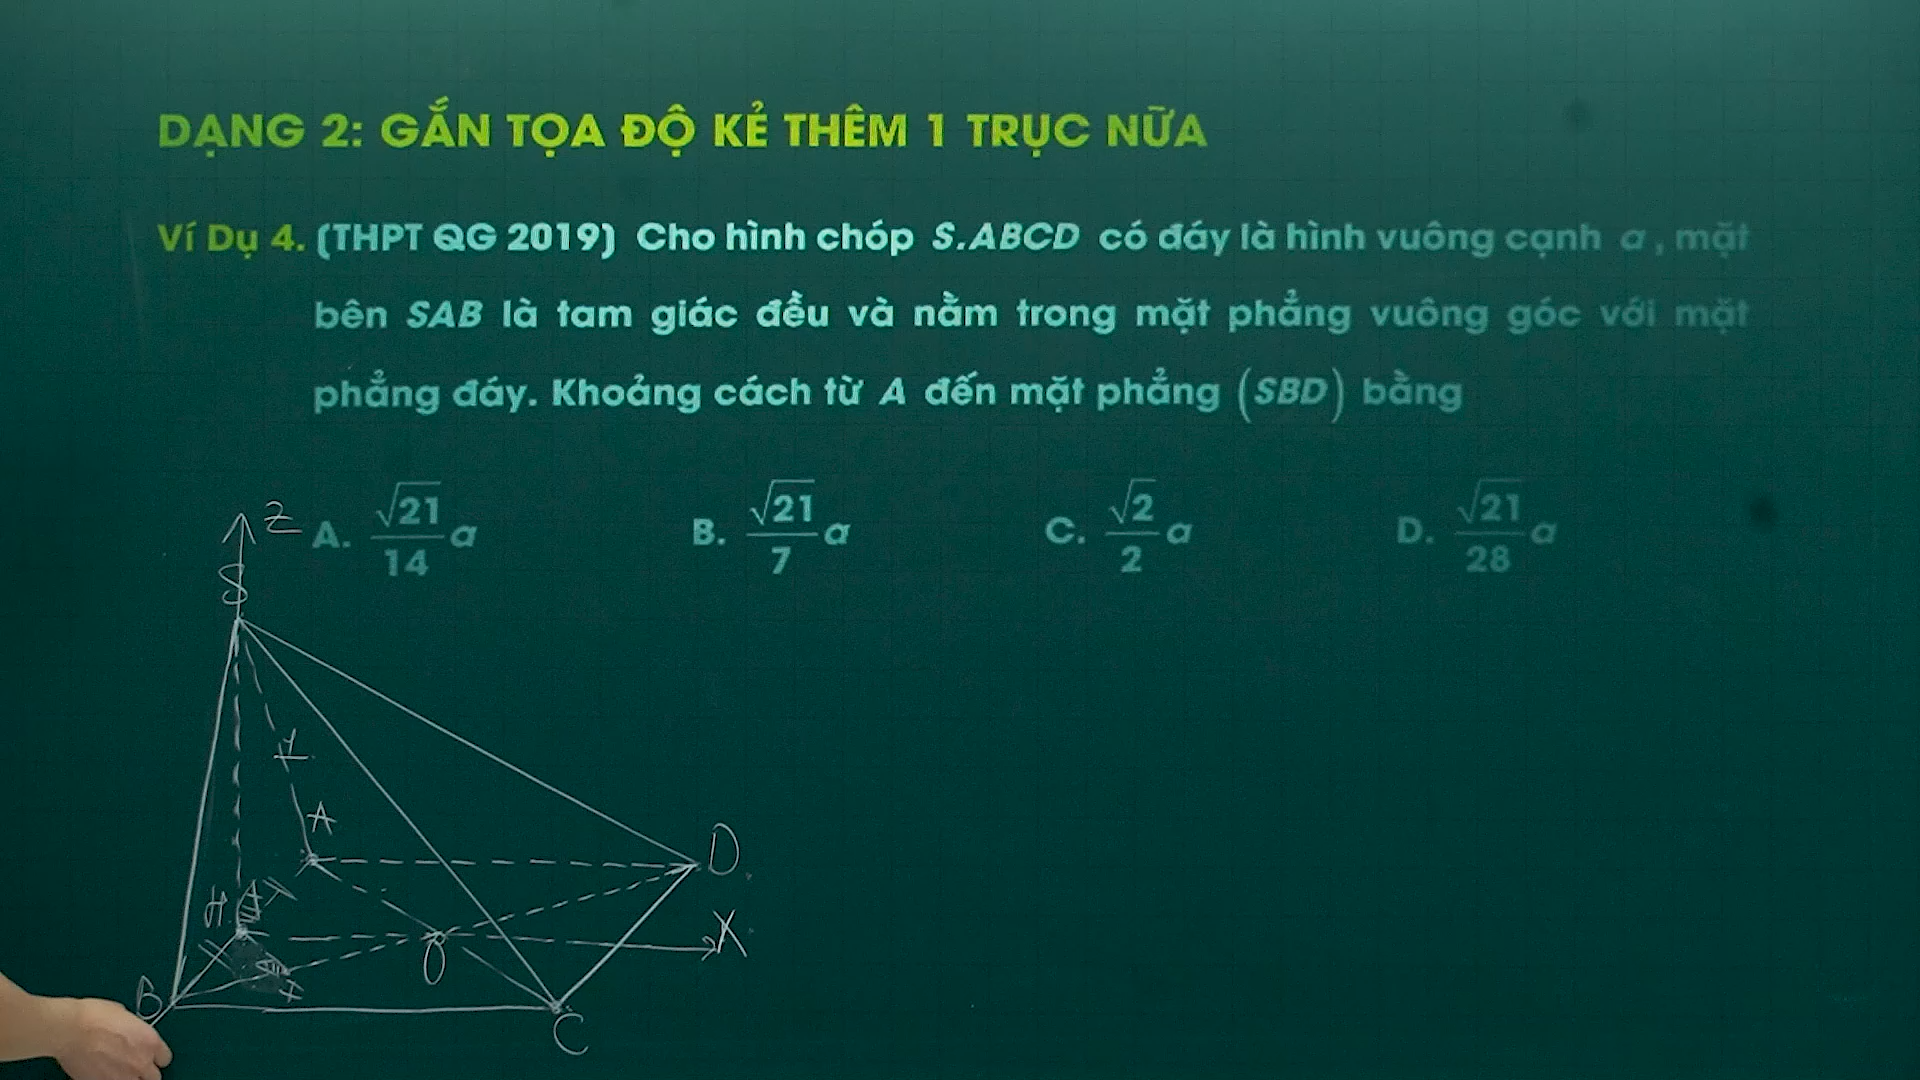 DẠNG 2: GẮN TỌA ĐỘ KẺ THÊM 1 TRỤC NỮA
Ví Dụ 4. (THPT QG 2019) Cho hình chóp S.ABCD có đáy là hình vuông cạnh a, mặt
bên SAB là tam giác đều và nằm trong mặt phẳng vuông góc với mặt
phẳng đáy. Khoảng cách từ A đến mặt phẳng (SBD) bằng
A. √21/14 a B. √21/7 a C. √2/2 a D. √21/28 a
Z
S
A
D
H
X
O
B
I
C